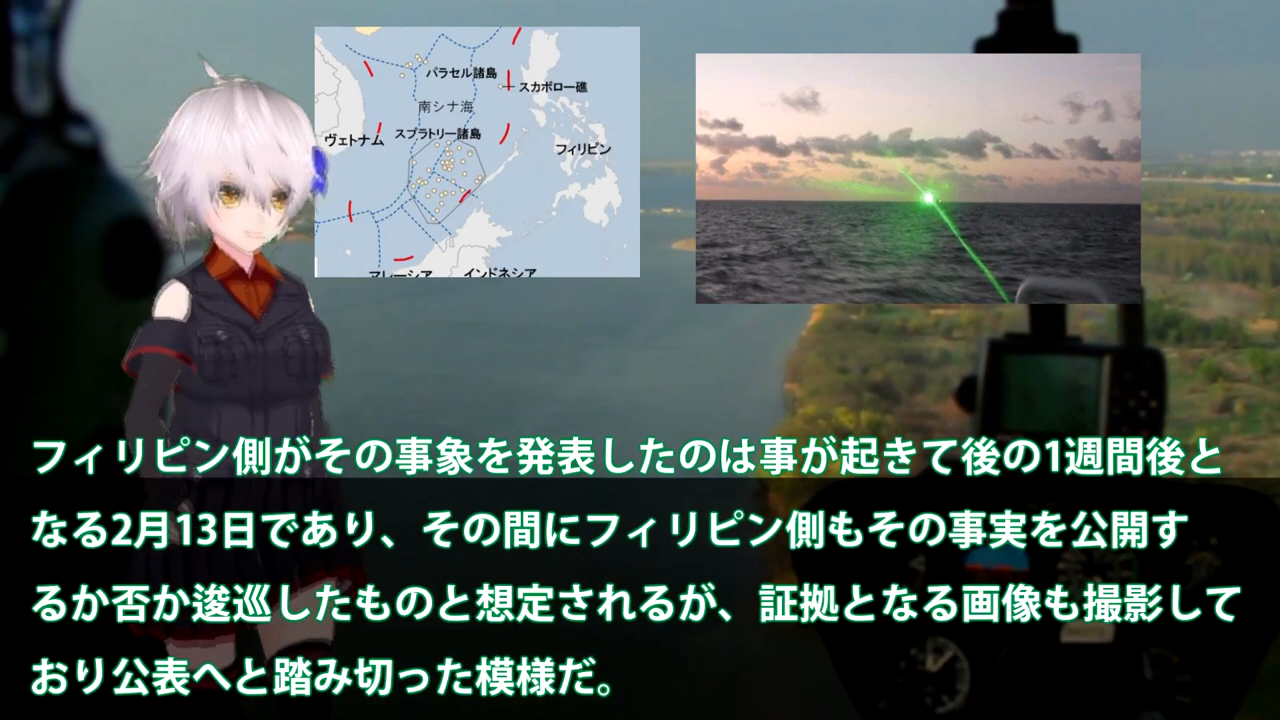 パラセル諸島
スカボロー礁
南シナ海
スプラトリー諸島
ヴェトナム
フィリピン
マレーシア
インドネシア
フィリピン側がその事象を発表したのは事が起きて後の1週間後と
なる2月13日であり、その間にフィリピン側もその事実を公開す
るか否か逡巡したものと想定されるが、証拠となる画像も撮影して
おり公表へと踏み切った模様だ。